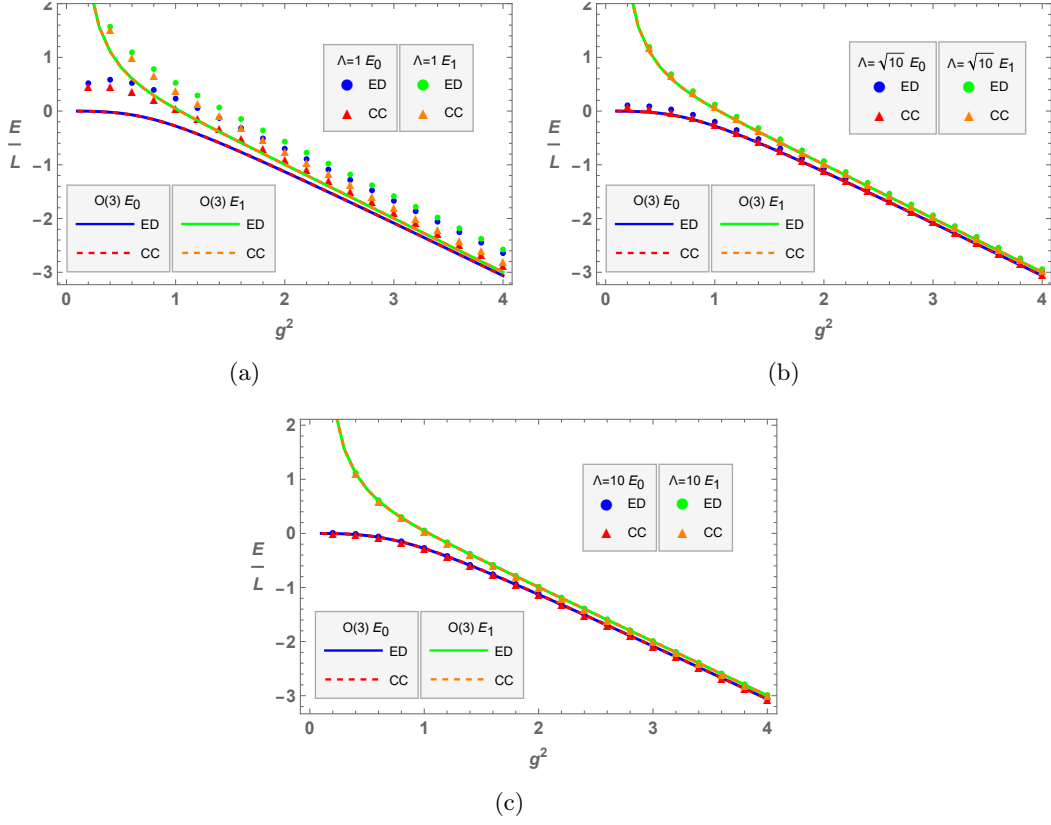 2
1
0
-1
-2
-3
E
L
0 1 2 3 4
g²
Λ=1 E₀ Λ=1 E₁
ED ED
CC CC
O(3) E₀ O(3) E₁
ED ED
CC CC
(a)
2
1
0
-1
-2
-3
E
L
0 1 2 3 4
g²
Λ=√10 E₀ Λ=√10 E₁
ED ED
CC CC
O(3) E₀ O(3) E₁
ED ED
CC CC
(b)
2
1
0
-1
-2
-3
E
L
0 1 2 3 4
g²
Λ=10 E₀ Λ=10 E₁
ED ED
CC CC
O(3) E₀ O(3) E₁
ED ED
CC CC
(c)